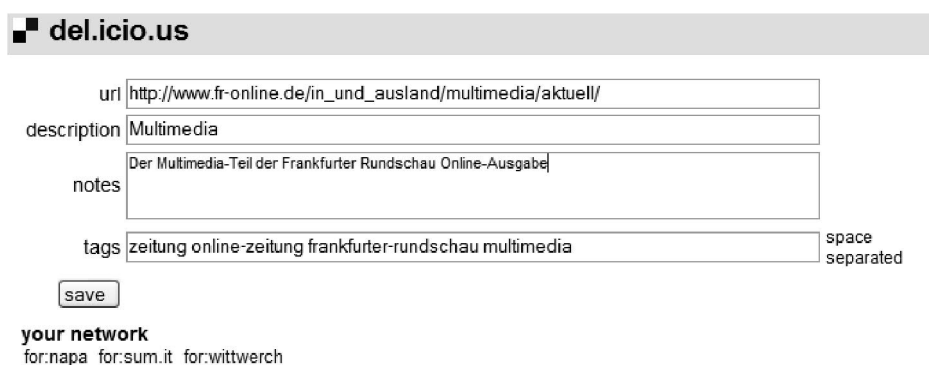 del.icio.us
url http://www.fr-online.de/in_und_ausland/multimedia/aktuell/
description Multimedia
notes Der Multimedia-Teil der Frankfurter Rundschau Online-Ausgabe
tags zeitung online-zeitung frankfurter-rundschau multimedia space separated
save
your network
for:napa for:sum.it for:wittwerch